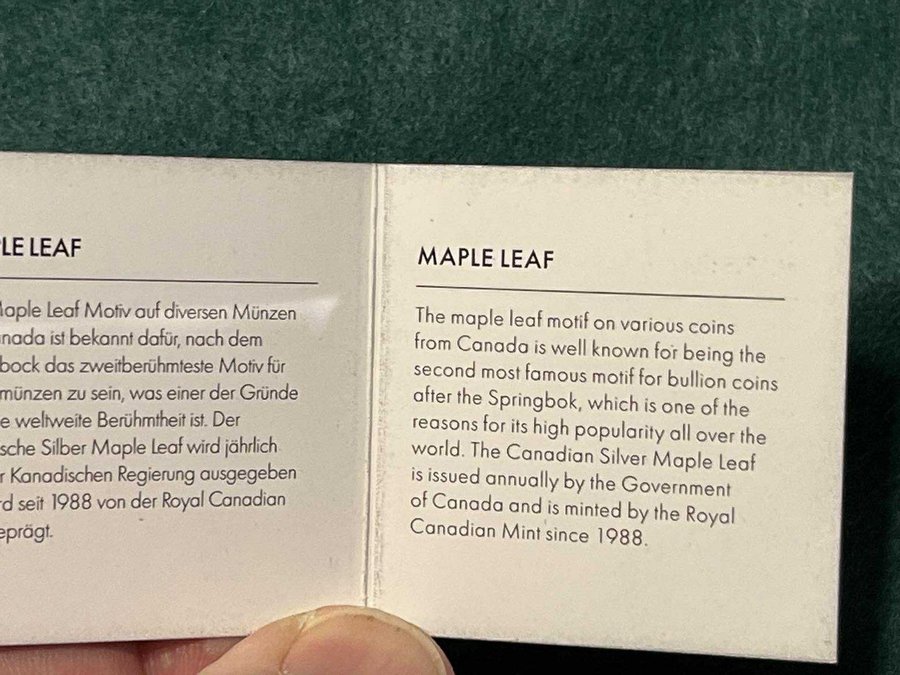 LE LEAF
aple Leaf Motiv auf diversen Münzen
nada ist bekannt dafür, nach dem
bock das zweitberühmteste Motiv für
münzen zu sein, was einer der Gründe
e weltweite Berühmtheit ist. Der
sche Silber Maple Leaf wird jährlich
r Kanadischen Regierung ausgegeben
rd seit 1988 von der Royal Canadian
eprägt.
MAPLE LEAF
The maple leaf motif on various coins
from Canada is well known for being the
second most famous motif for bullion coins
after the Springbok, which is one of the
reasons for its high popularity all over the
world. The Canadian Silver Maple Leaf
is issued annually by the Government
of Canada and is minted by the Royal
Canadian Mint since 1988.